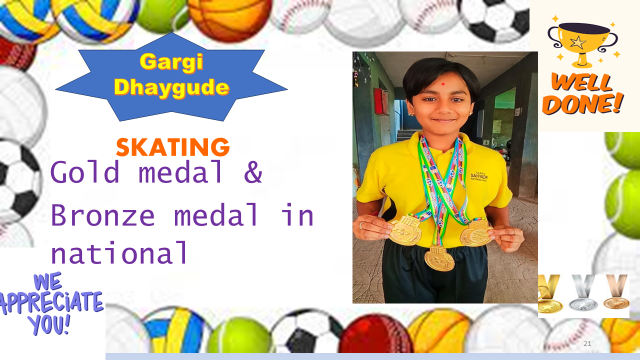 Gargi
Dhaygude
SKATING
Gold medal &
Bronze medal in
national
WELL
DONE!
WE
APPRECiATE
YOU!
21